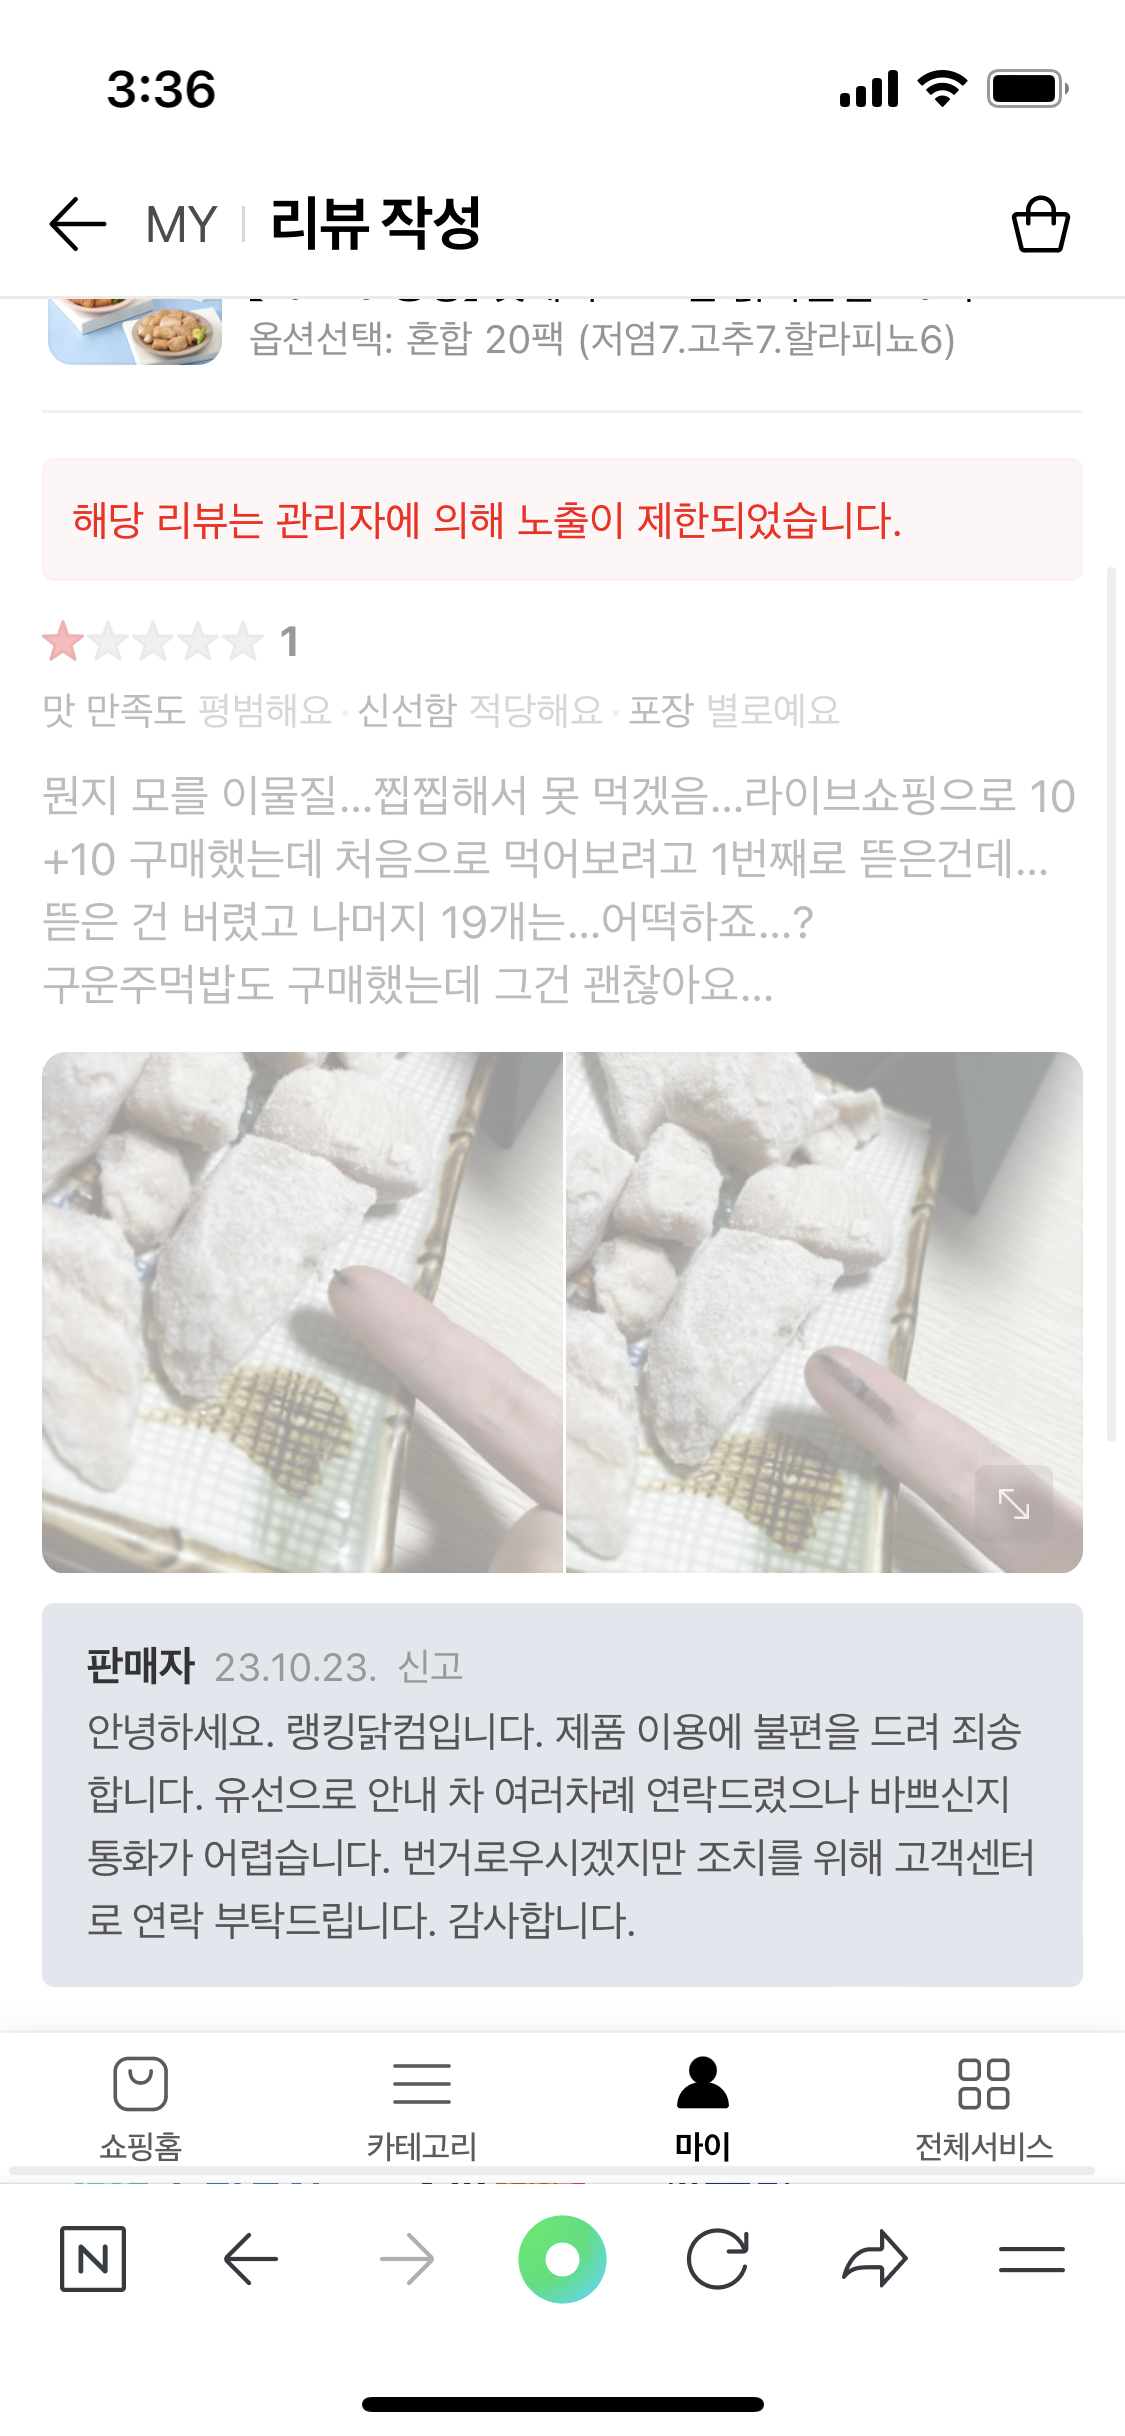 3:36
MY 리뷰 작성
옵션선택: 혼합 20팩 (저염7.고추7.할라피뇨6)
해당 리뷰는 관리자에 의해 노출이 제한되었습니다.
1
맛 만족도 평범해요 · 신선함 적당해요 · 포장 별로예요
뭔지 모를 이물질...찝찝해서 못 먹겠음...라이브쇼핑으로 10
+10 구매했는데 처음으로 먹어보려고 1번째로 뜯은건데...
뜯은 건 버렸고 나머지 19개는...어떡하죠...?
구운주먹밥도 구매했는데 그건 괜찮아요...
판매자 23.10.23. 신고
안녕하세요. 랭킹닭컴입니다. 제품 이용에 불편을 드려 죄송
합니다. 유선으로 안내 차 여러차례 연락드렸으나 바쁘신지
통화가 어렵습니다. 번거로우시겠지만 조치를 위해 고객센터
로 연락 부탁드립니다. 감사합니다.
쇼핑홈 카테고리 마이 전체서비스
N